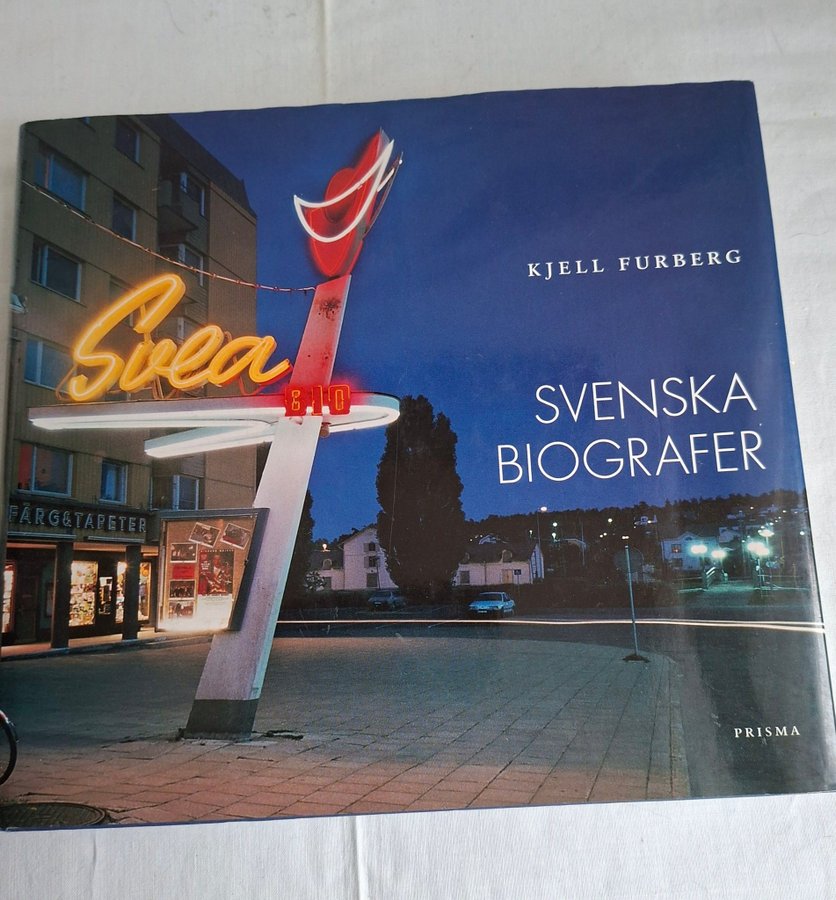 KJELL FURBERG
Svea
BIO
SVENSKA
BIOGRAFER
FÄRG&TAPETER
PRISMA